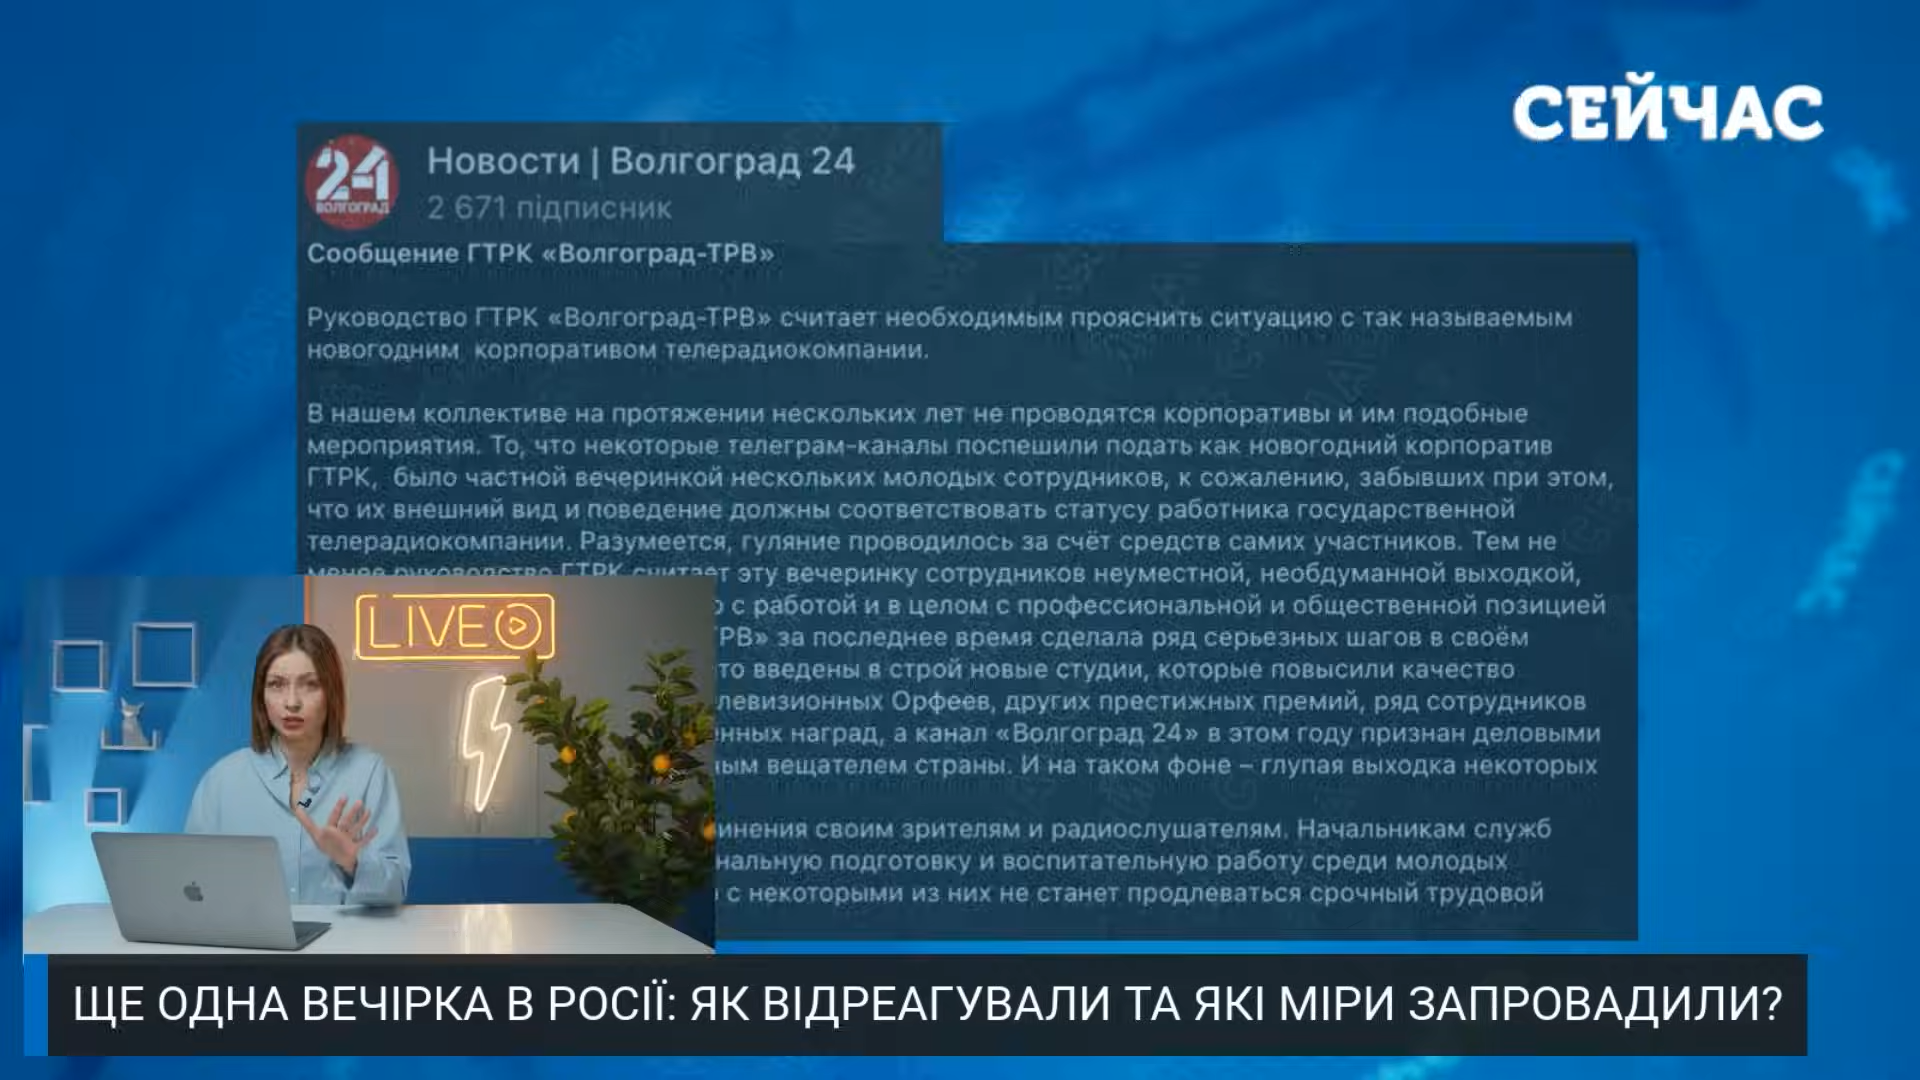 СЕЙЧАС
24
ВОЛГОГРАД
Новости | Волгоград 24
2 671 підписник
Сообщение ГТРК «Волгоград-ТРВ»
Руководство ГТРК «Волгоград-ТРВ» считает необходимым прояснить ситуацию с так называемым
новогодним корпоративом телерадиокомпании.
В нашем коллективе на протяжении нескольких лет не проводятся корпоративы и им подобные
мероприятия. То, что некоторые телеграм-каналы поспешили подать как новогодний корпоратив
ГТРК, было частной вечеринкой нескольких молодых сотрудников, к сожалению, забывших при этом,
что их внешний вид и поведение должны соответствовать статусу работника государственной
телерадиокомпании. Разумеется, гуляние проводилось за счёт средств самих участников. Тем не
менее руководство ГТРК считает эту вечеринку сотрудников неуместной, необдуманной выходкой,
с работой и в целом с профессиональной и общественной позицией
ТРВ» за последнее время сделала ряд серьезных шагов в своём
введены в строй новые студии, которые повысили качество
Орфеев, других престижных премий, ряд сотрудников
наград, а канал «Волгоград 24» в этом году признан деловыми
вещателем страны. И на таком фоне – глупая выходка некоторых
своим зрителям и радиослушателям. Начальникам служб
подготовку и воспитательную работу среди молодых
с некоторыми из них не станет продлеваться срочный трудовой
LIVE
ЩЕ ОДНА ВЕЧІРКА В РОСІЇ: ЯК ВІДРЕАГУВАЛИ ТА ЯКІ МІРИ ЗАПРОВАДИЛИ?